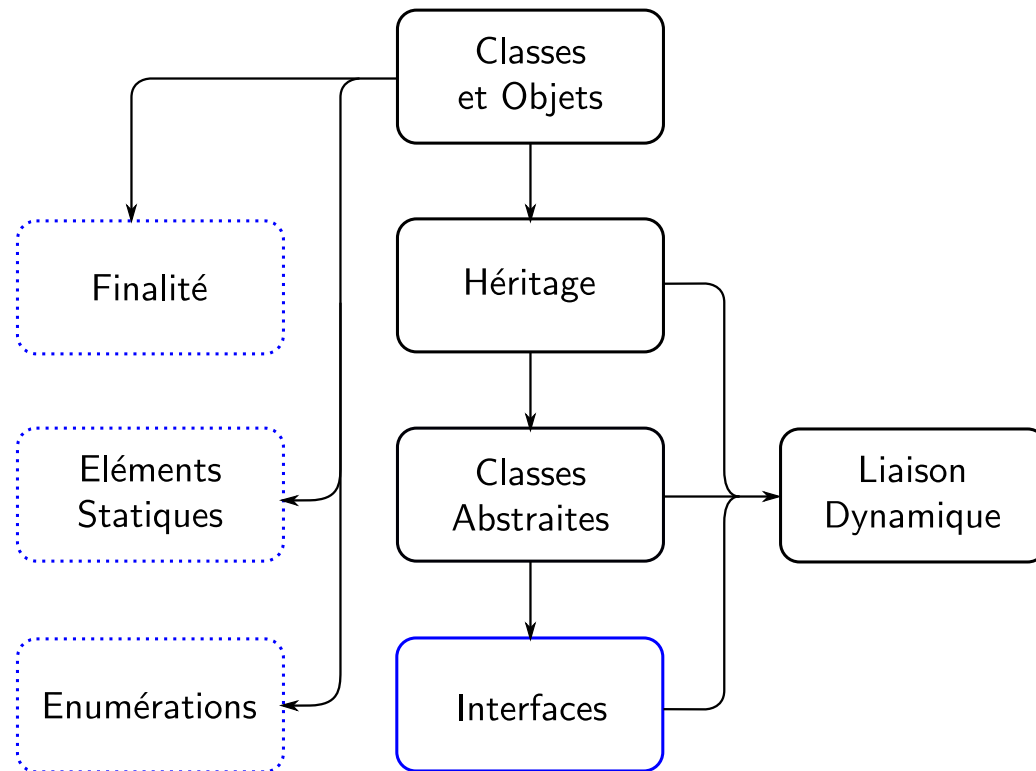 Classes
et Objets
Finalité
Héritage
Eléments
Statiques
Classes
Abstraites
Liaison
Dynamique
Enumérations
Interfaces